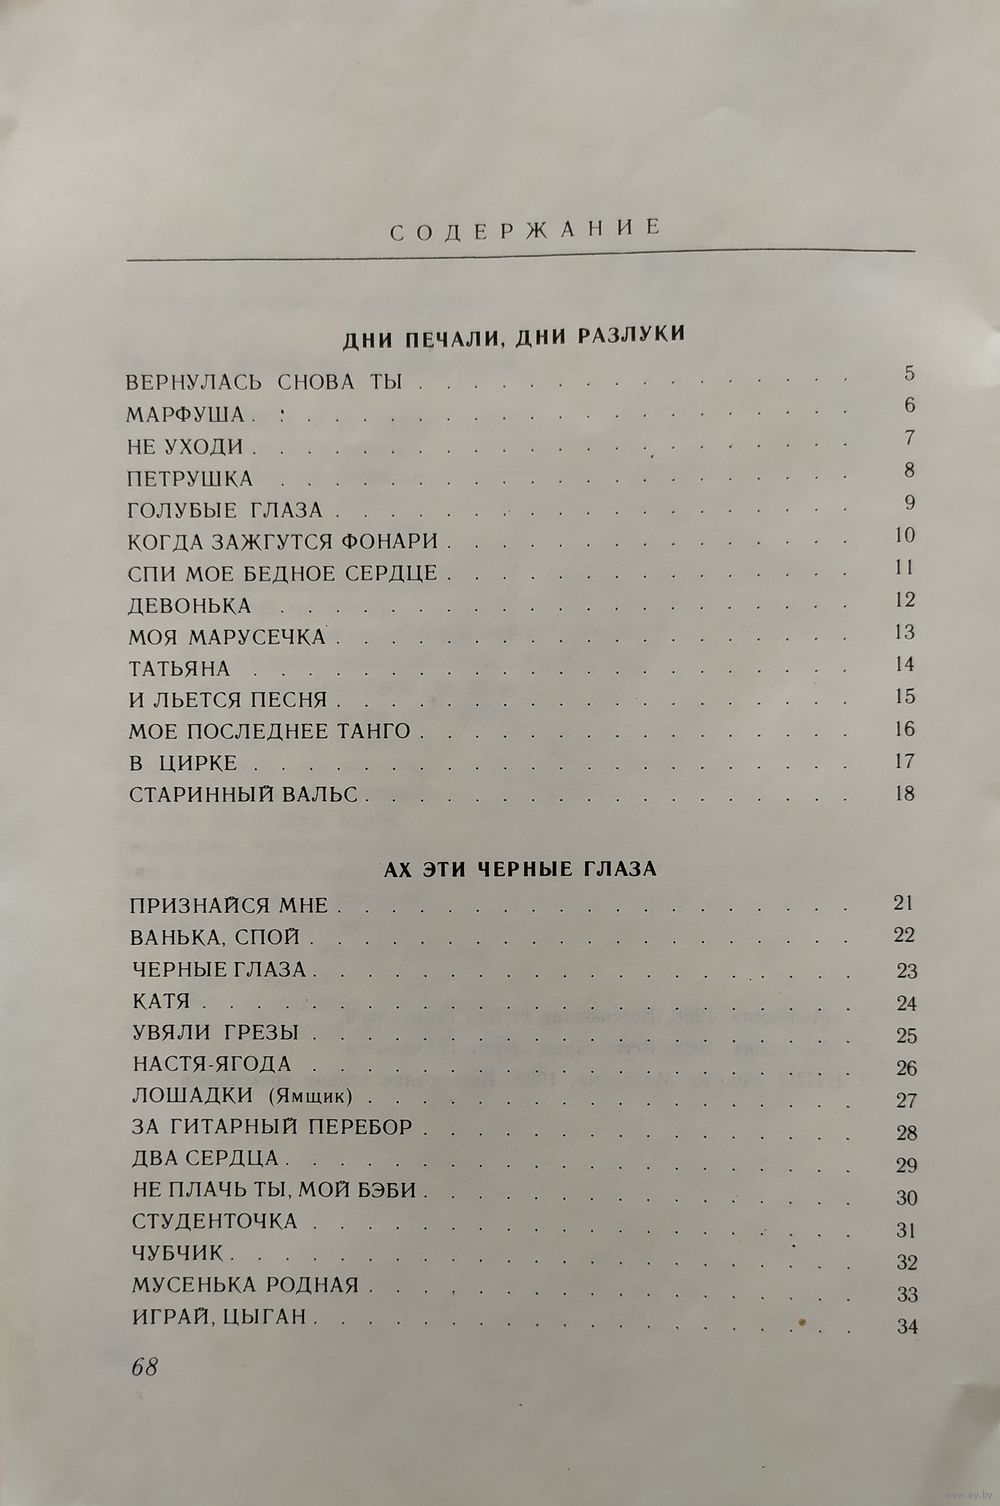 СОДЕРЖАНИЕ
ДНИ ПЕЧАЛИ, ДНИ РАЗЛУКИ
ВЕРНУЛАСЬ СНОВА ТЫ . . . . . . . . . . . . . . . . 5
МАРФУША . . . . . . . . . . . . . . . . . . . . . . 6
НЕ УХОДИ . . . . . . . . . . . . . . . . . . . . . . 7
ПЕТРУШКА . . . . . . . . . . . . . . . . . . . . . 8
ГОЛУБЫЕ ГЛАЗА . . . . . . . . . . . . . . . . . . . 9
КОГДА ЗАЖГУТСЯ ФОНАРИ . . . . . . . . . . . . . . . 10
СПИ МОЕ БЕДНОЕ СЕРДЦЕ . . . . . . . . . . . . . . . 11
ДЕВОНЬКА . . . . . . . . . . . . . . . . . . . . . 12
МОЯ МАРУСЕЧКА . . . . . . . . . . . . . . . . . . . 13
ТАТЬЯНА . . . . . . . . . . . . . . . . . . . . . . 14
И ЛЬЕТСЯ ПЕСНЯ . . . . . . . . . . . . . . . . . . . 15
МОЕ ПОСЛЕДНЕЕ ТАНГО . . . . . . . . . . . . . . . . 16
В ЦИРКЕ . . . . . . . . . . . . . . . . . . . . . . 17
СТАРИННЫЙ ВАЛЬС . . . . . . . . . . . . . . . . . . 18
АХ ЭТИ ЧЕРНЫЕ ГЛАЗА
ПРИЗНАЙСЯ МНЕ . . . . . . . . . . . . . . . . . . . 21
ВАНЬКА, СПОЙ . . . . . . . . . . . . . . . . . . . . 22
ЧЕРНЫЕ ГЛАЗА . . . . . . . . . . . . . . . . . . . . 23
КАТЯ . . . . . . . . . . . . . . . . . . . . . . . . 24
УВЯЛИ ГРЕЗЫ . . . . . . . . . . . . . . . . . . . . 25
НАСТЯ-ЯГОДА . . . . . . . . . . . . . . . . . . . . 26
ЛОШАДКИ (Ямщик) . . . . . . . . . . . . . . . . . . 27
ЗА ГИТАРНЫЙ ПЕРЕБОР . . . . . . . . . . . . . . . . 28
ДВА СЕРДЦА . . . . . . . . . . . . . . . . . . . . . 29
НЕ ПЛАЧЬ ТЫ, МОЙ БЭБИ . . . . . . . . . . . . . . . . 30
СТУДЕНТОЧКА . . . . . . . . . . . . . . . . . . . . 31
ЧУБЧИК . . . . . . . . . . . . . . . . . . . . . . . 32
МУСЕНЬКА РОДНАЯ . . . . . . . . . . . . . . . . . . 33
ИГРАЙ, ЦЫГАН . . . . . . . . . . . . . . . . . . . . 34
68
www.ay.by